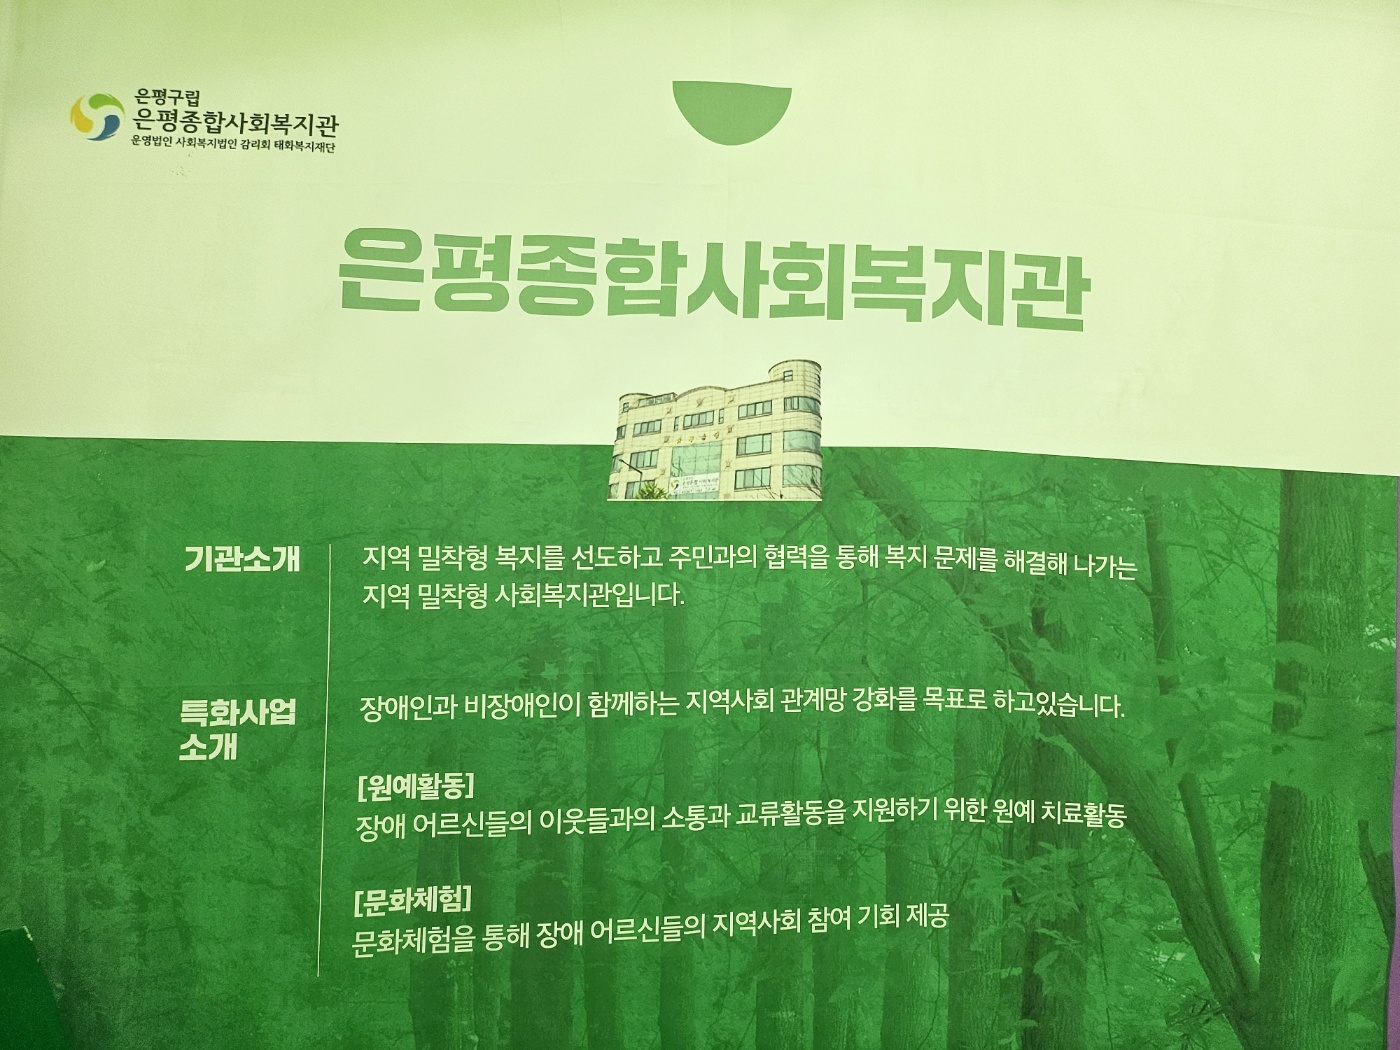 은평구립
은평종합사회복지관
운영법인 사회복지법인 감리회 태화복지재단
은평종합사회복지관
기관소개
지역 밀착형 복지를 선도하고 주민과의 협력을 통해 복지 문제를 해결해 나가는
지역 밀착형 사회복지관입니다.
특화사업
소개
장애인과 비장애인이 함께하는 지역사회 관계망 강화를 목표로 하고있습니다.
[원예활동]
장애 어르신들의 이웃들과의 소통과 교류활동을 지원하기 위한 원예 치료활동
[문화체험]
문화체험을 통해 장애 어르신들의 지역사회 참여 기회 제공